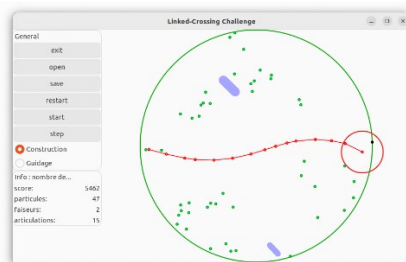 Linked-Crossing Challenge
General
exit
open
save
restart
start
step
Construction
Guidage
Info : nombre de...
score: 5462
particules: 47
faiseurs: 2
articulations: 15